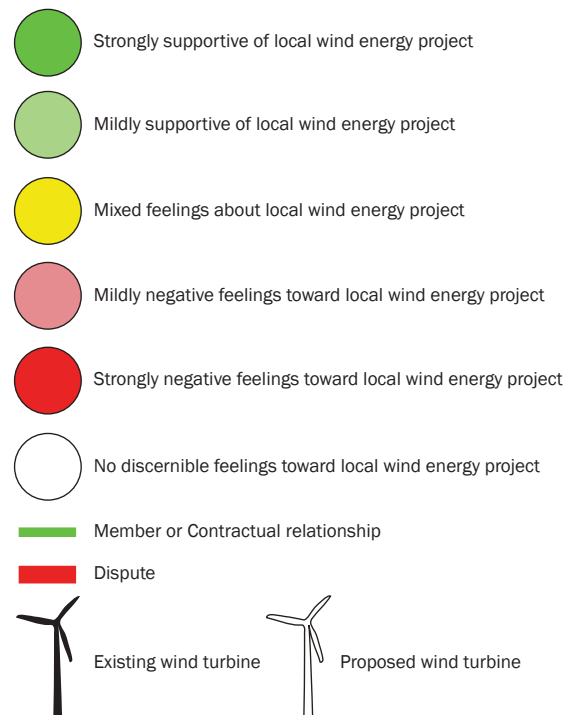 Strongly supportive of local wind energy project
Mildly supportive of local wind energy project
Mixed feelings about local wind energy project
Mildly negative feelings toward local wind energy project
Strongly negative feelings toward local wind energy project
No discernible feelings toward local wind energy project
Member or Contractual relationship
Dispute
Existing wind turbine
Proposed wind turbine